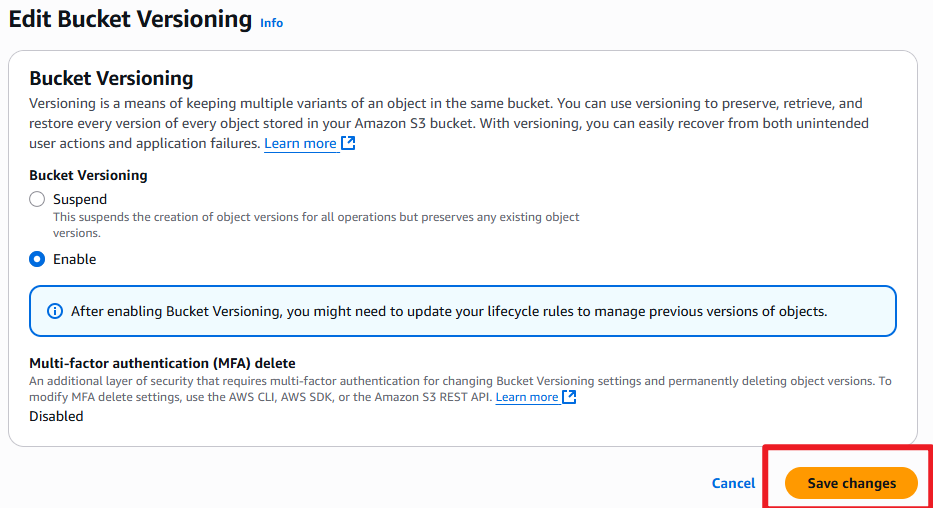 Edit Bucket Versioning Info
Bucket Versioning
Versioning is a means of keeping multiple variants of an object in the same bucket. You can use versioning to preserve, retrieve, and
restore every version of every object stored in your Amazon S3 bucket. With versioning, you can easily recover from both unintended
user actions and application failures. Learn more
Bucket Versioning
Suspend
This suspends the creation of object versions for all operations but preserves any existing object
versions.
Enable
After enabling Bucket Versioning, you might need to update your lifecycle rules to manage previous versions of objects.
Multi-factor authentication (MFA) delete
An additional layer of security that requires multi-factor authentication for changing Bucket Versioning settings and permanently deleting object versions. To
modify MFA delete settings, use the AWS CLI, AWS SDK, or the Amazon S3 REST API. Learn more
Disabled
Cancel Save changes